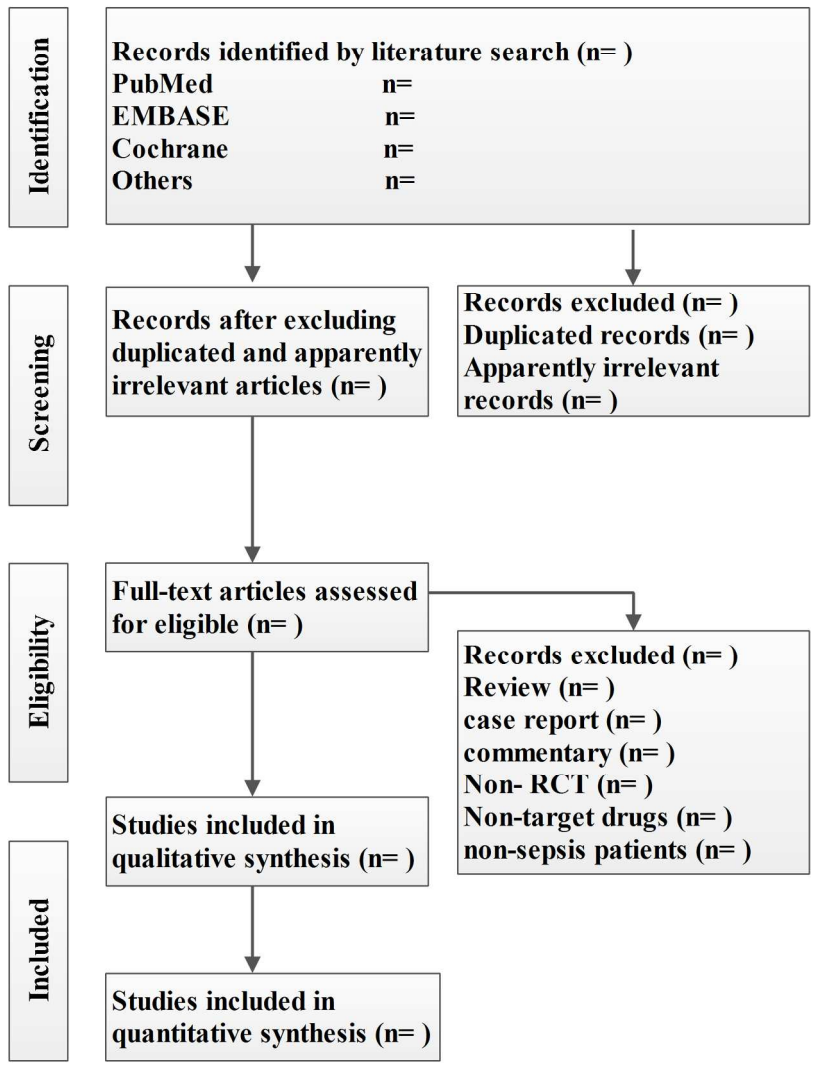 Identification
Records identified by literature search (n= )
PubMed n=
EMBASE n=
Cochrane n=
Others n=
Screening
Records after excluding
duplicated and apparently
irrelevant articles (n= )
Records excluded (n= )
Duplicated records (n= )
Apparently irrelevant
records (n= )
Eligibility
Full-text articles assessed
for eligible (n= )
Records excluded (n= )
Review (n= )
case report (n= )
commentary (n= )
Non- RCT (n= )
Non-target drugs (n= )
non-sepsis patients (n= )
Included
Studies included in
qualitative synthesis (n= )
Studies included in
quantitative synthesis (n= )